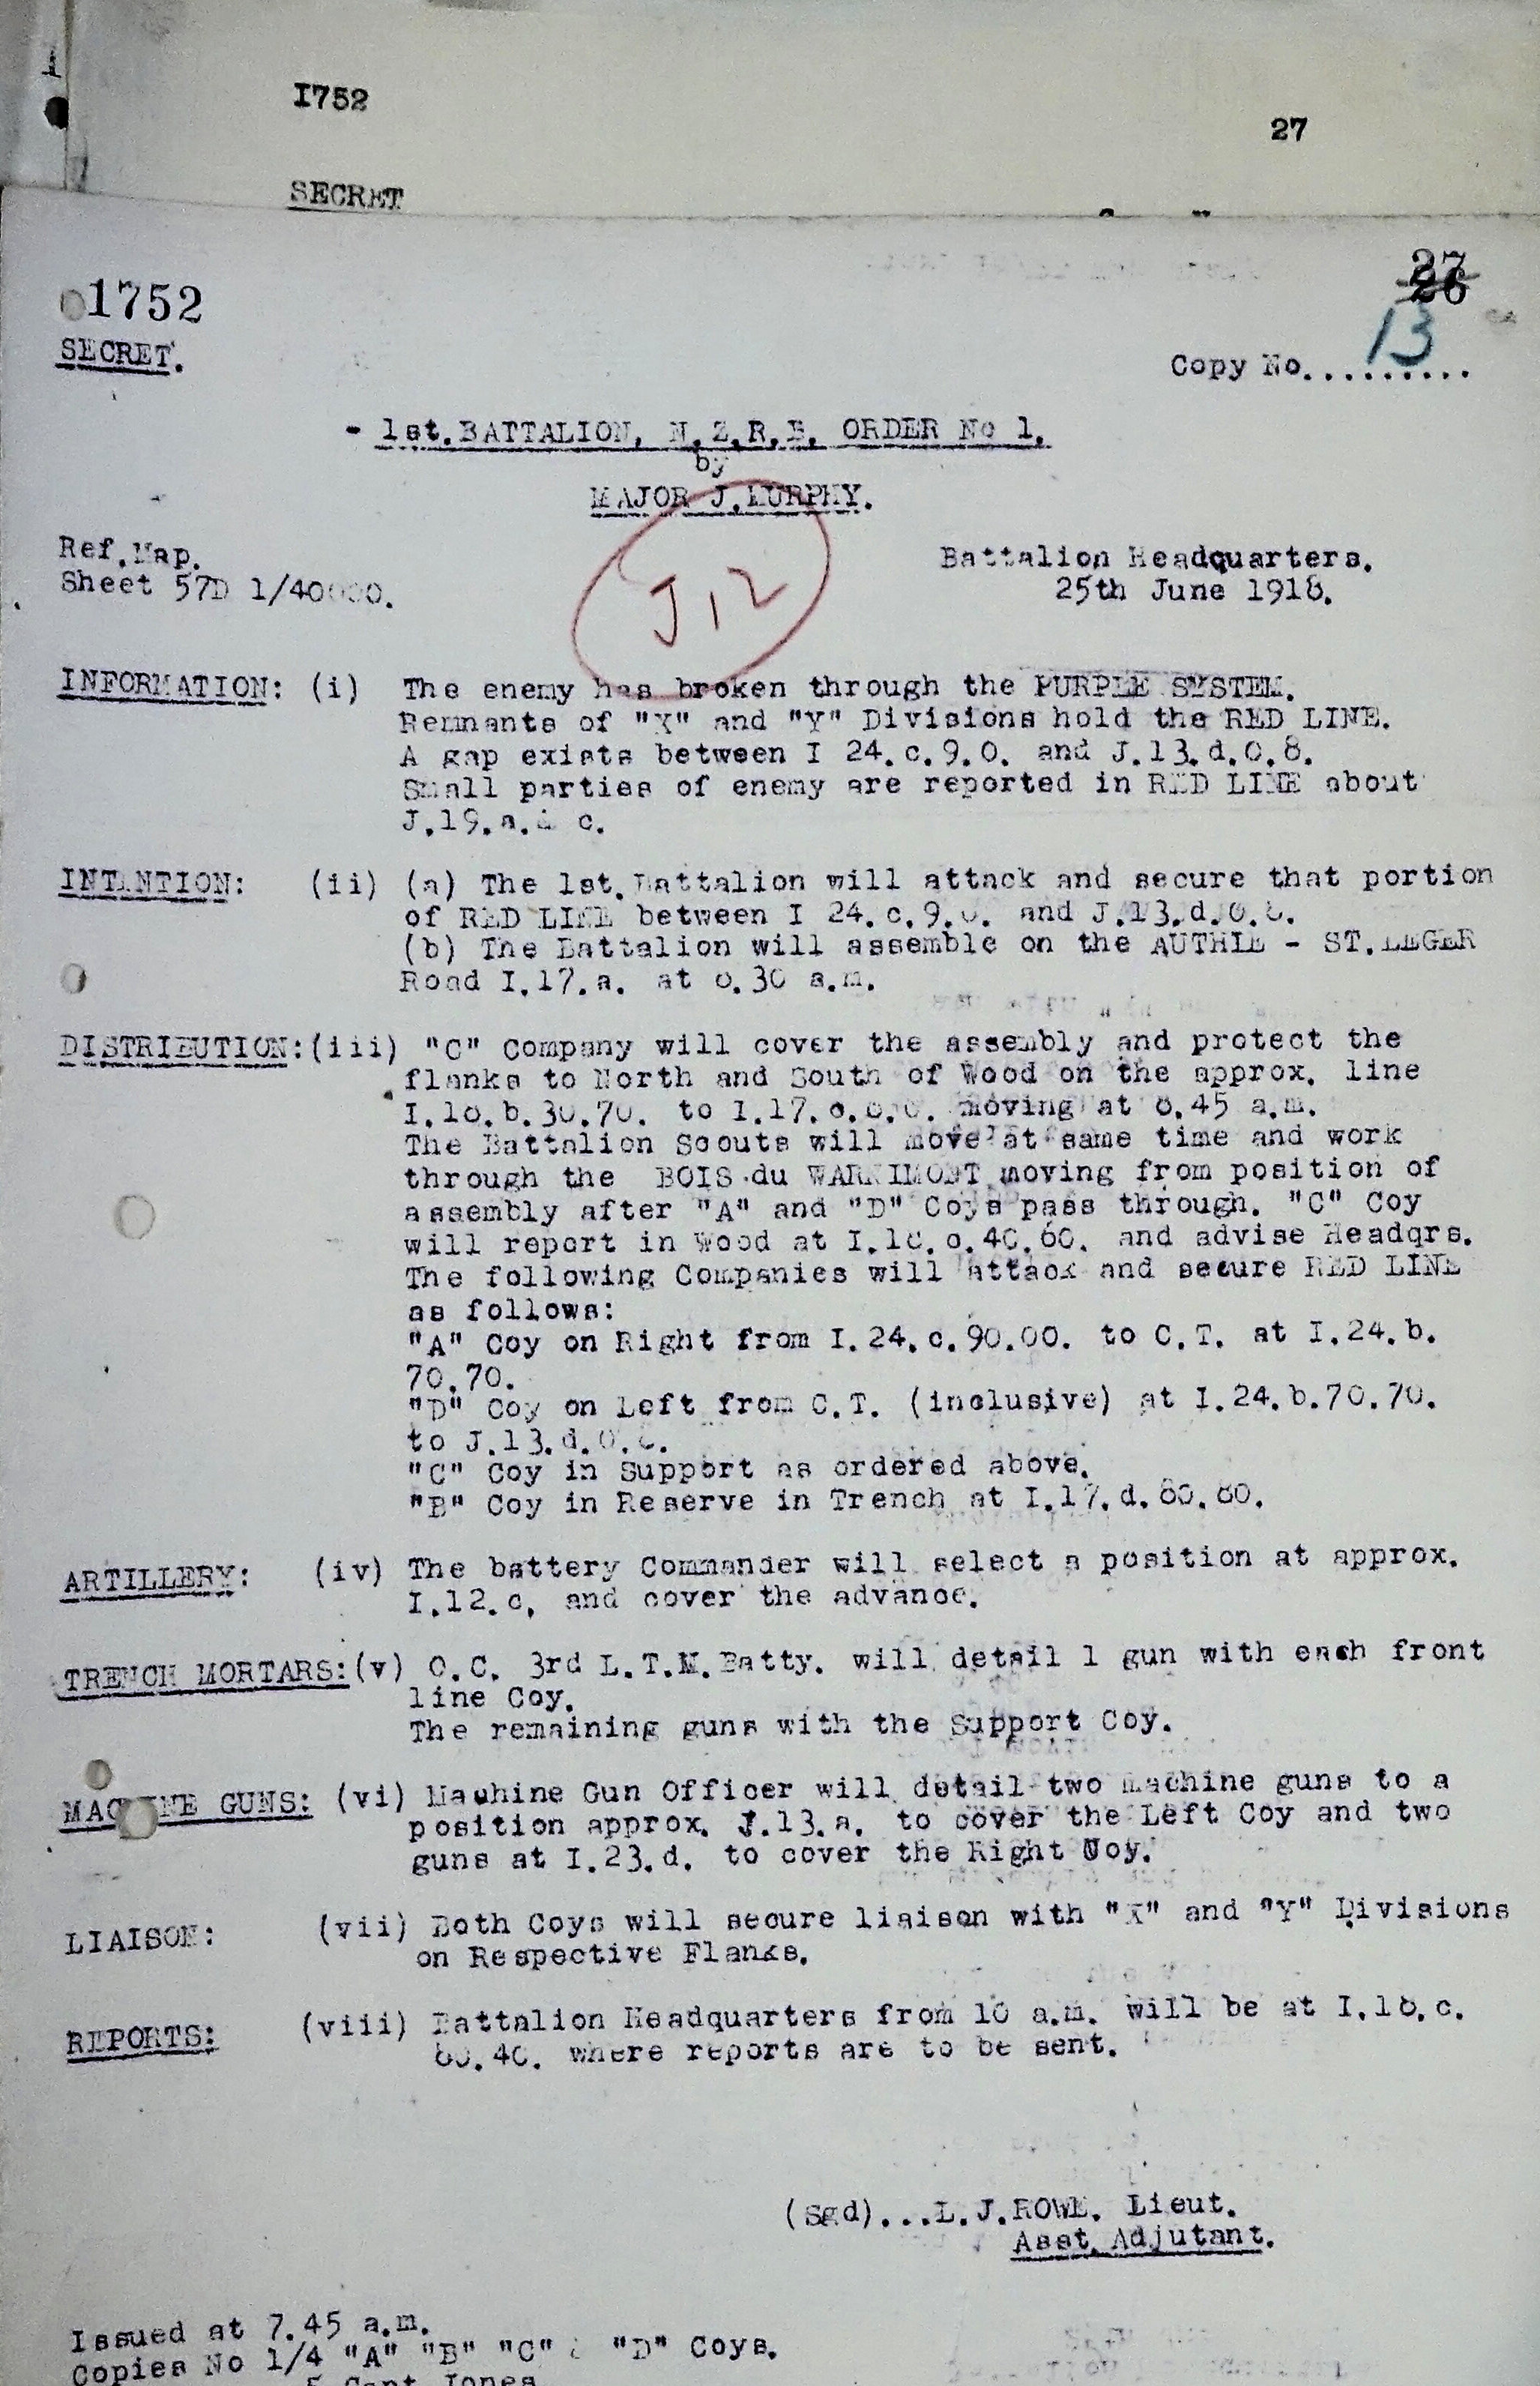 I752
27
SECRET
1752
27
26
SECRET.
Copy No.........
13
- 1st. BATTALION, N.Z.R.B. ORDER No 1.
by
MAJOR J.MURPHY.
J12
Ref.Map.
Sheet 57D 1/40000.
Battalion Headquarters.
25th June 1918.
INFORMATION: (i) The enemy has broken through the PURPLE SYSTEM.
Remnants of "X" and "Y" Divisions hold the RED LINE.
A gap exists between I 24.c.9.0. and J.13.d.0.8.
Small parties of enemy are reported in RED LINE about
J.19.a.& c.
INTENTION: (ii) (a) The 1st.Battalion will attack and secure that portion
of RED LINE between I 24.c.9.0. and J.13.d.0.8.
(b) The Battalion will assemble on the AUTHIE - ST.LEGER
Road I.17.a. at 8.30 a.m.
DISTRIBUTION:(iii) "C" Company will cover the assembly and protect the
flanks to North and South of Wood on the approx. line
to moving at 8.45 a.m.
The Battalion Scouts will move at same time and work
through the BOIS du WARNIMONT moving from position of
assembly after "A" and "D" Coys pass through. "C" Coy
will report in Wood at and advise Headqrs.
The following Companies will attack and secure RED LINE
as follows:
"A" Coy on Right from I.24.c.90.00. to C.T. at I.24.b.
70.70.
"D" Coy on Left from C.T. (inclusive) at I.24.b.70.70.
to J.13.d.0.8.
"C" Coy in Support as ordered above.
"B" Coy in Reserve in Trench at
ARTILLERY: (iv) The battery Commander will select a position at approx.
I.12.c, and cover the advance.
TRENCH MORTARS:(v) O.C. 3rd L.T.M.Batty. will detail 1 gun with each front
line Coy.
The remaining guns with the Support Coy.
MACHINE GUNS: (vi) Machine Gun Officer will detail two machine guns to a
position approx. J.13.a. to cover the Left Coy and two
guns at I.23.d. to cover the Right Coy.
LIAISON: (vii) Both Coys will secure liaison with "X" and "Y" Divisions
on Respective Flanks.
REPORTS: (viii) Battalion Headquarters from 10 a.m. will be at I.18.c.
80.40. where reports are to be sent.
(Sgd)...L.J.ROWE. Lieut.
Asst. Adjutant.
Issued at 7.45 a.m.
Copies No 1/4 "A" "B" "C" & "D" Coys.
5 Capt Jones